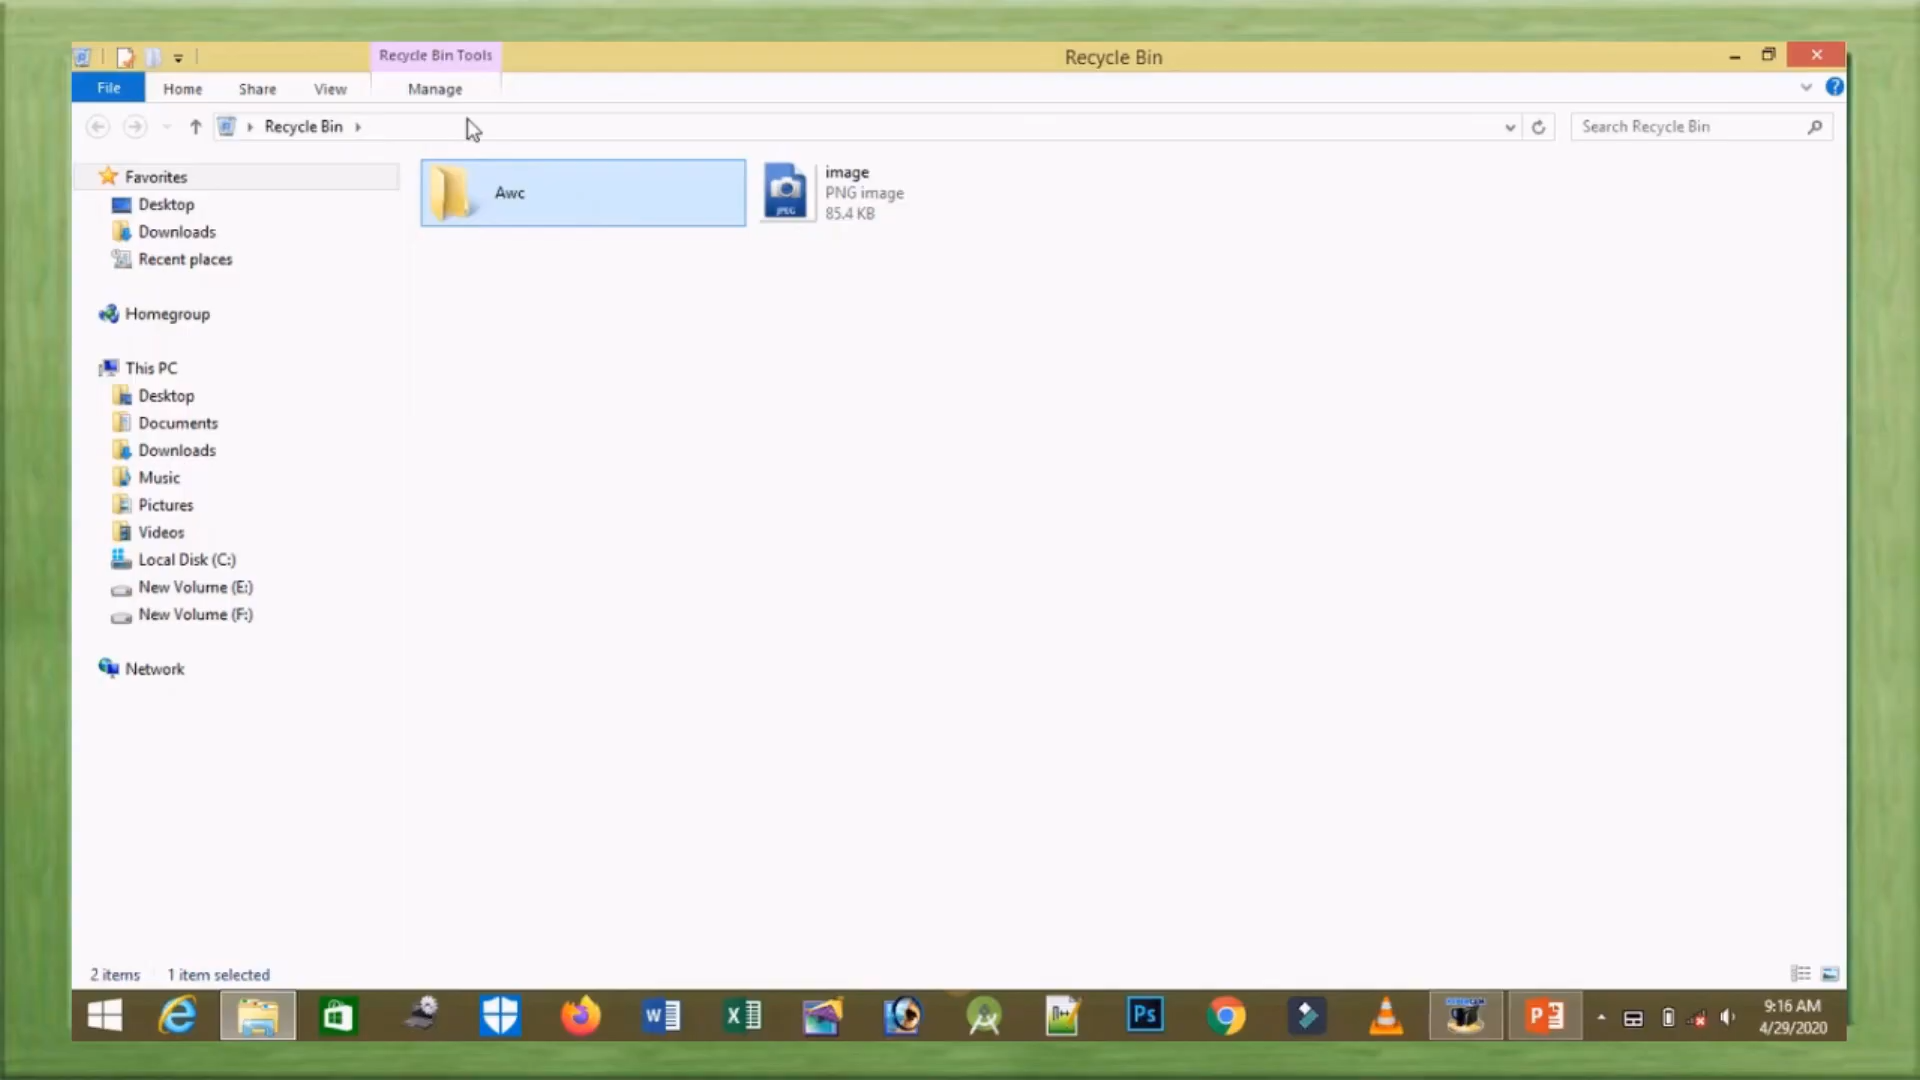 Recycle Bin Tools
Recycle Bin
File
Home
Share
View
Manage
Recycle Bin
Search Recycle Bin
Favorites
Desktop
Downloads
Recent places
Homegroup
This PC
Desktop
Documents
Downloads
Music
Pictures
Videos
Local Disk (C:)
New Volume (E:)
New Volume (F:)
Network
Awc
image
PNG image
85.4 KB
JPEG
2 items
1 item selected
Ps
9:16 AM
4/29/2020